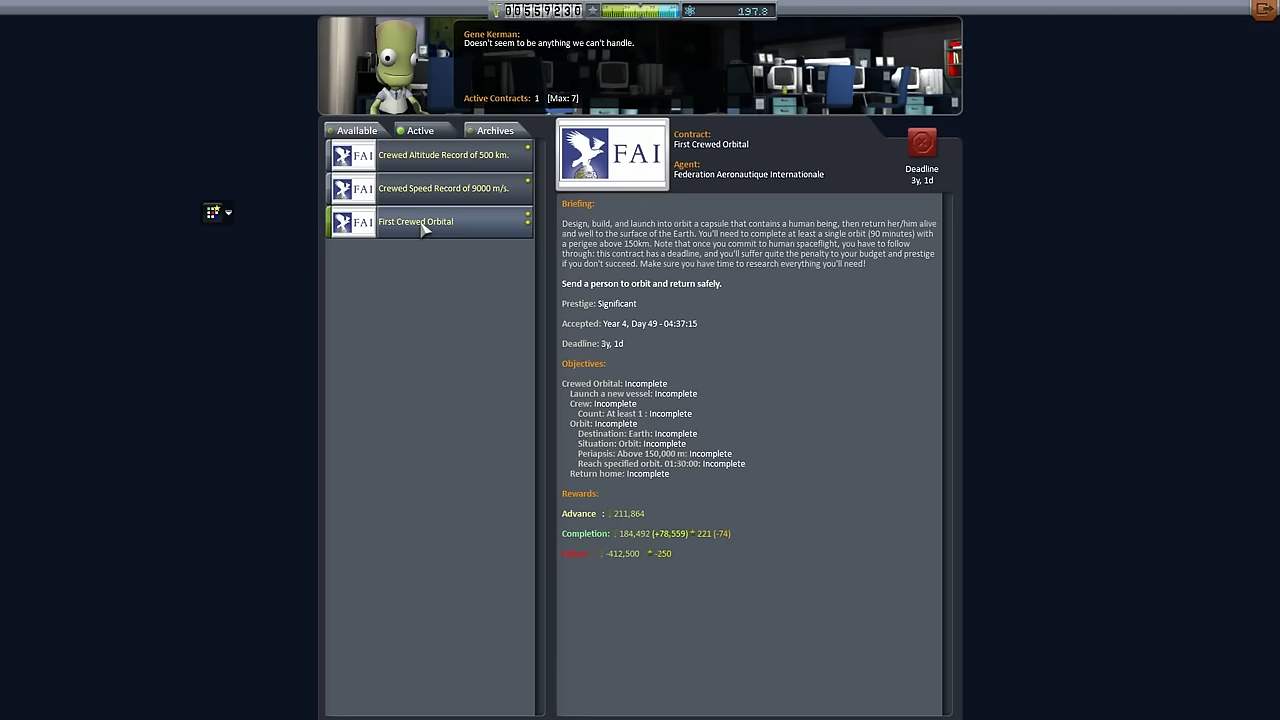 00559230
197.8
Gene Kerman:
Doesn't seem to be anything we can't handle.
Active Contracts: 1 [Max: 7]
Available
Active
Archives
FAI
Crewed Altitude Record of 500 km.
FAI
Crewed Speed Record of 9000 m/s.
FAI
First Crewed Orbital
FAI
Contract:
First Crewed Orbital
Agent:
Federation Aeronautique Internationale
Deadline
3y, 1d
Briefing:
Design, build, and launch into orbit a capsule that contains a human being, then return her/him alive
and well to the surface of the Earth. You'll need to complete at least a single orbit (90 minutes) with
a perigee above 150km. Note that once you commit to human spaceflight, you have to follow
through: this contract has a deadline, and you'll suffer quite the penalty to your budget and prestige
if you don't succeed. Make sure you have time to research everything you'll need!
Send a person to orbit and return safely.
Prestige: Significant
Accepted: Year 4, Day 49 - 04:37:15
Deadline: 3y, 1d
Objectives:
Crewed Orbital: Incomplete
Launch a new vessel: Incomplete
Crew: Incomplete
Count: At least 1 : Incomplete
Orbit: Incomplete
Destination: Earth: Incomplete
Situation: Orbit: Incomplete
Periapsis: Above 150,000 m: Incomplete
Reach specified orbit. 01:30:00: Incomplete
Return home: Incomplete
Rewards:
Advance : 211,864
Completion: 184,492 (+78,559) 221 (-74)
-412,500 -250